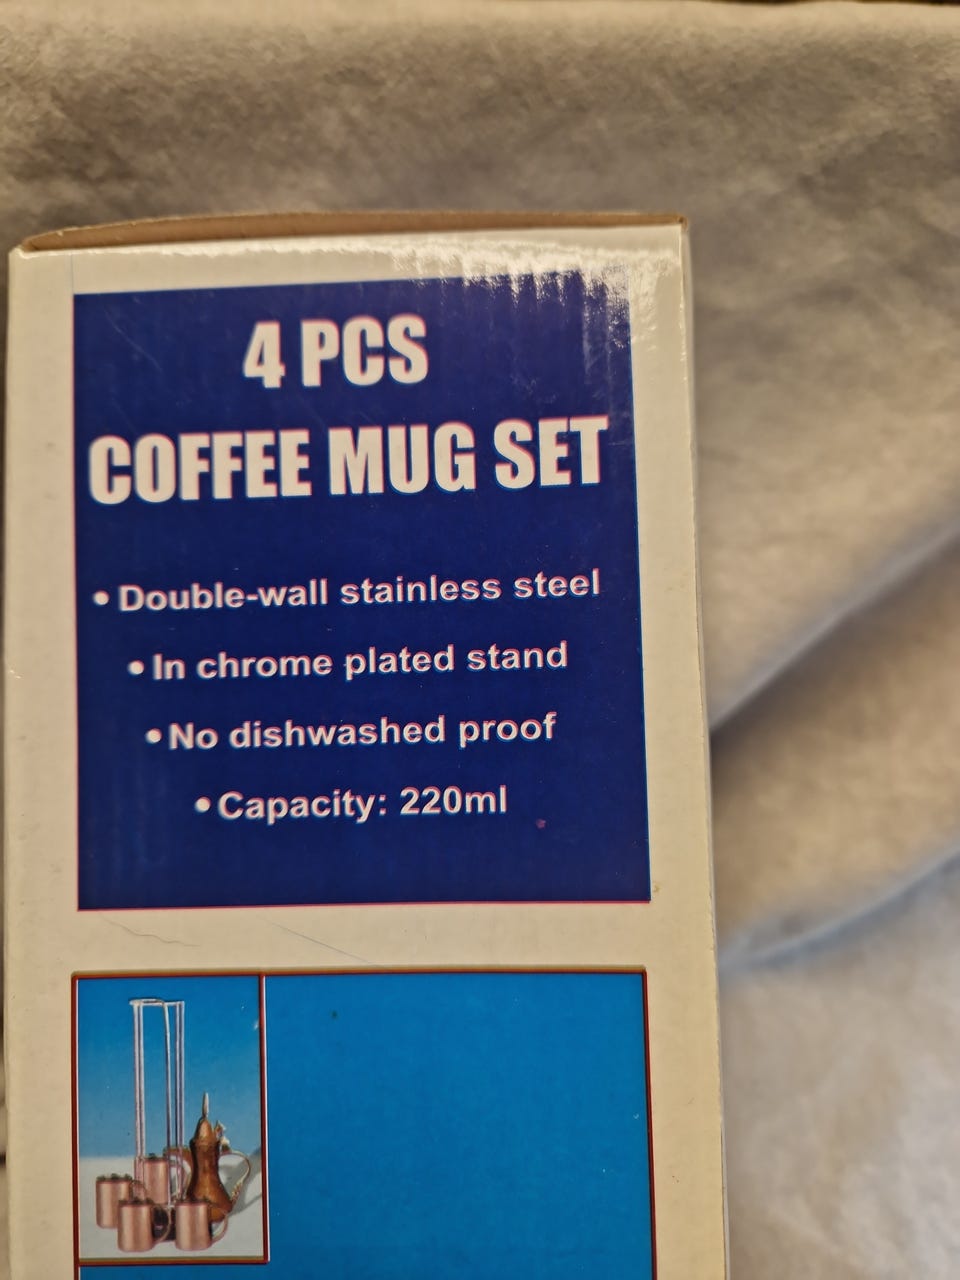 4 PCS
COFFEE MUG SET
• Double-wall stainless steel
• In chrome plated stand
• No dishwashed proof
• Capacity: 220ml